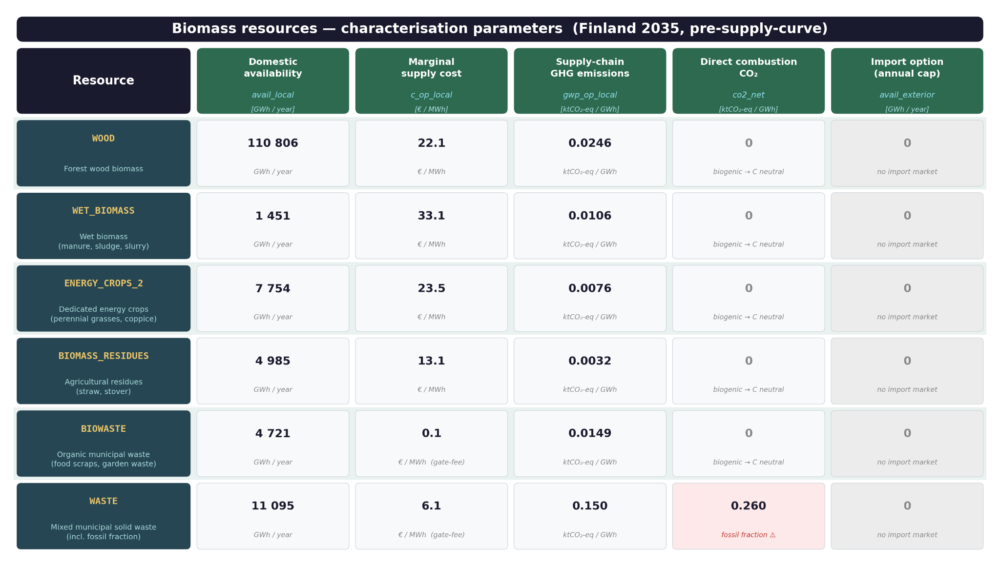 Biomass resources — characterisation parameters  (Finland 2035, pre-supply-curve)
Resource
Domestic
availability
avail_local
[GWh / year]
Marginal
supply cost
c_op_local
[€ / MWh]
Supply-chain
GHG emissions
gwp_op_local
[ktCO₂-eq / GWh]
Direct combustion
CO₂
co2_net
[ktCO₂-eq / GWh]
Import option
(annual cap)
avail_exterior
[GWh / year]
WOOD
Forest wood biomass
110 806
GWh / year
22.1
€ / MWh
0.0246
ktCO₂-eq / GWh
0
biogenic → C neutral
0
no import market
WET_BIOMASS
Wet biomass
(manure, sludge, slurry)
1 451
GWh / year
33.1
€ / MWh
0.0106
ktCO₂-eq / GWh
0
biogenic → C neutral
0
no import market
ENERGY_CROPS_2
Dedicated energy crops
(perennial grasses, coppice)
7 754
GWh / year
23.5
€ / MWh
0.0076
ktCO₂-eq / GWh
0
biogenic → C neutral
0
no import market
BIOMASS_RESIDUES
Agricultural residues
(straw, stover)
4 985
GWh / year
13.1
€ / MWh
0.0032
ktCO₂-eq / GWh
0
biogenic → C neutral
0
no import market
BIOWASTE
Organic municipal waste
(food scraps, garden waste)
4 721
GWh / year
0.1
€ / MWh  (gate-fee)
0.0149
ktCO₂-eq / GWh
0
biogenic → C neutral
0
no import market
WASTE
Mixed municipal solid waste
(incl. fossil fraction)
11 095
GWh / year
6.1
€ / MWh  (gate-fee)
0.150
ktCO₂-eq / GWh
0.260
fossil fraction ⚠
0
no import market